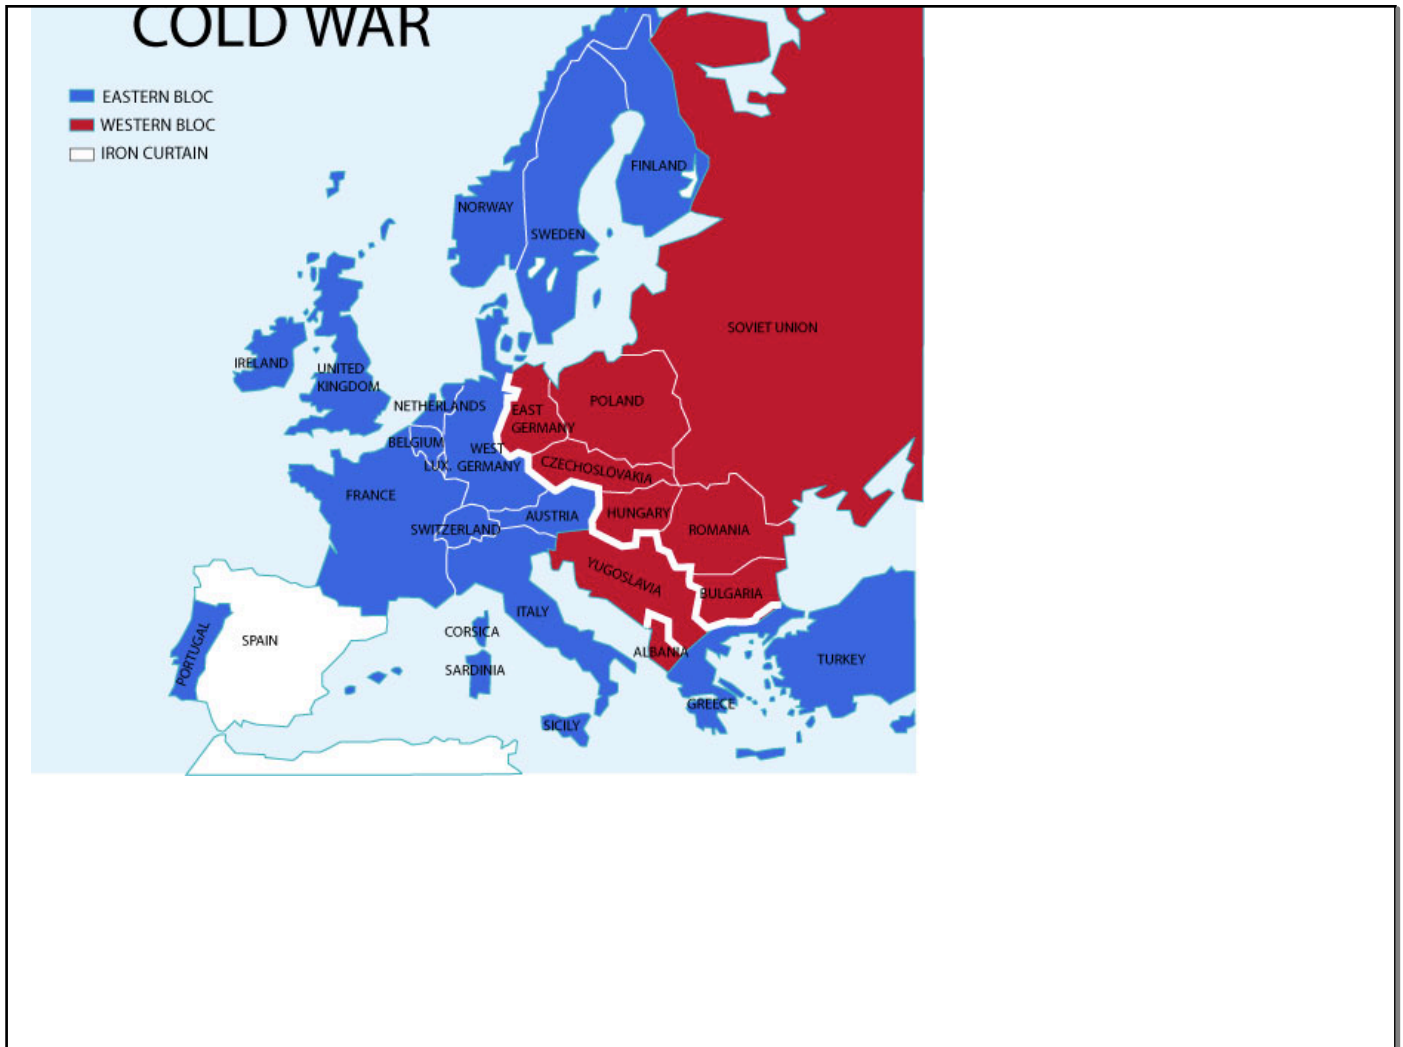 COLD WAR
EASTERN BLOC
WESTERN BLOC
IRON CURTAIN
FINLAND
NORWAY
SWEDEN
SOVIET UNION
IRELAND
UNITED
KINGDOM
NETHERLANDS
EAST
GERMANY
POLAND
BELGIUM
WEST
GERMANY
LUX.
CZECHOSLOVAKIA
FRANCE
AUSTRIA
HUNGARY
SWITZERLAND
ROMANIA
YUGOSLAVIA
BULGARIA
ITALY
CORSICA
PORTUGAL
SPAIN
ALBANIA
TURKEY
SARDINIA
GREECE
SICILY